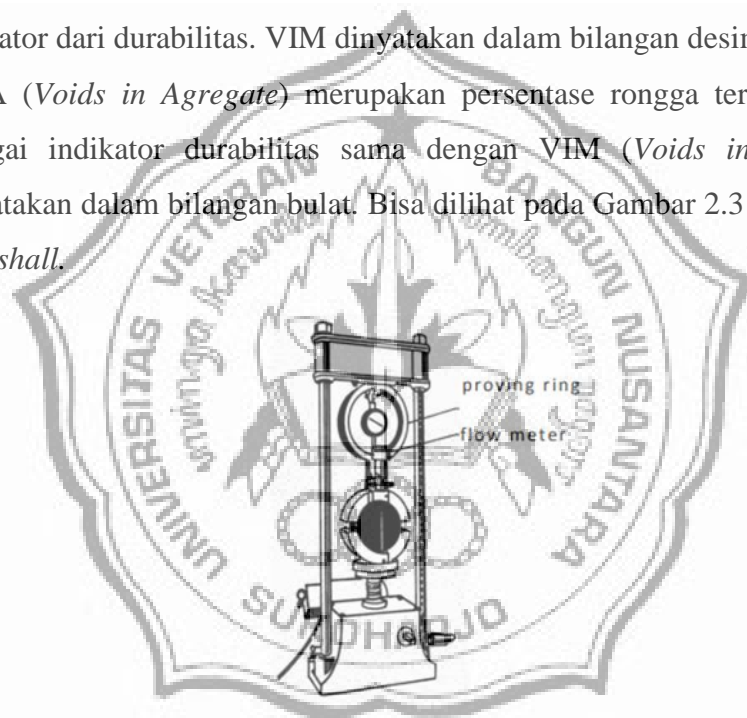 ator dari durabilitas. VIM dinyatakan dalam bilangan desim
A (Voids in Agregate) merupakan persentase rongga ter
gai indikator durabilitas sama dengan VIM (Voids in
atakan dalam bilangan bulat. Bisa dilihat pada Gambar 2.3
shall.
UNIVERSITAS VETERAN BANGUN NUSANTARA
SUKOHARJO
proving ring
flow meter